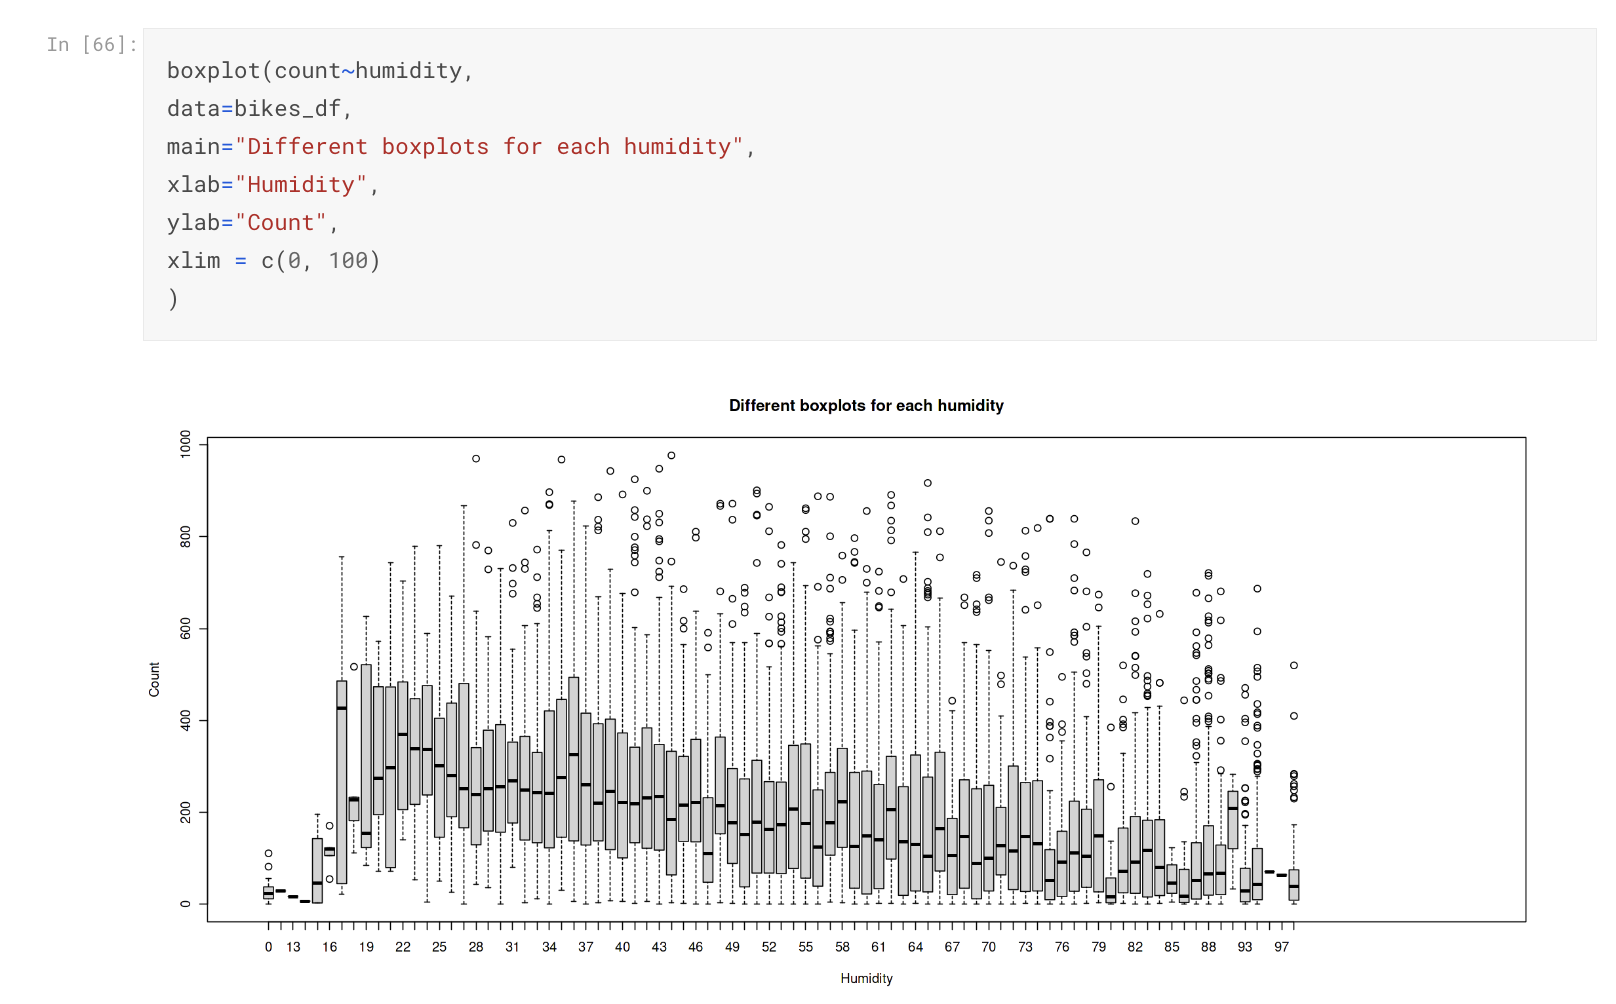 In [66]:
boxplot(count~humidity,
data=bikes_df,
main="Different boxplots for each humidity",
xlab="Humidity",
ylab="Count",
xlim = c(0, 100)
)
Different boxplots for each humidity
1000
800
600
400
200
0
Count
0 13 16 19 22 25 28 31 34 37 40 43 46 49 52 55 58 61 64 67 70 73 76 79 82 85 88 93 97
Humidity